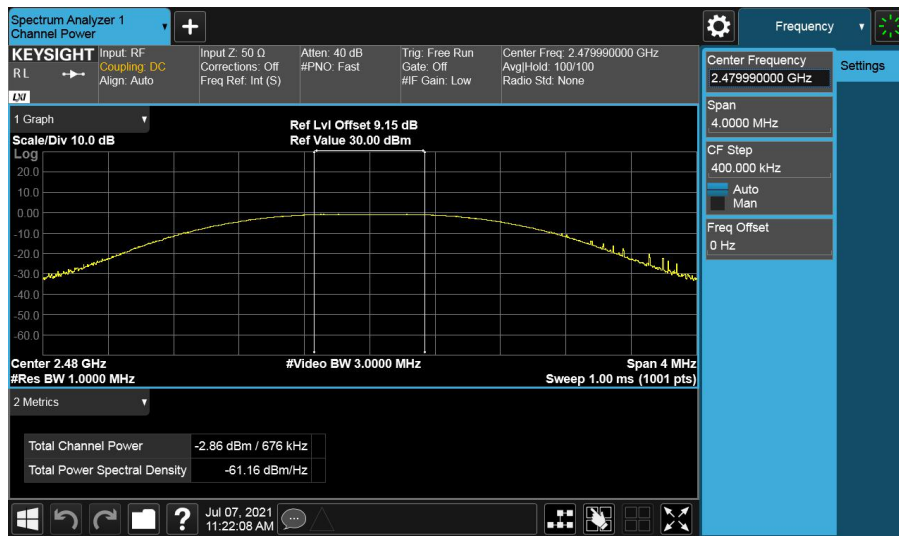 Spectrum Analyzer 1
Channel Power
Frequency
KEYSIGHT
RL
LXI
Input: RF
Coupling: DC
Align: Auto
Input Z: 50 Ω
Corrections: Off
Freq Ref: Int (S)
Atten: 40 dB
#PNO: Fast
Trig: Free Run
Gate: Off
#IF Gain: Low
Center Freq: 2.479990000 GHz
Avg|Hold: 100/100
Radio Std: None
Center Frequency
2.479990000 GHz
Settings
Span
4.0000 MHz
CF Step
400.000 kHz
Auto
Man
Freq Offset
0 Hz
1 Graph
Scale/Div 10.0 dB
Ref Lvl Offset 9.15 dB
Ref Value 30.00 dBm
Log
20.0
10.0
0.00
-10.0
-20.0
-30.0
-40.0
-50.0
-60.0
Center 2.48 GHz
#Video BW 3.0000 MHz
Span 4 MHz
#Res BW 1.0000 MHz
Sweep 1.00 ms (1001 pts)
2 Metrics
Total Channel Power -2.86 dBm / 676 kHz
Total Power Spectral Density -61.16 dBm/Hz
?
Jul 07, 2021
11:22:08 AM